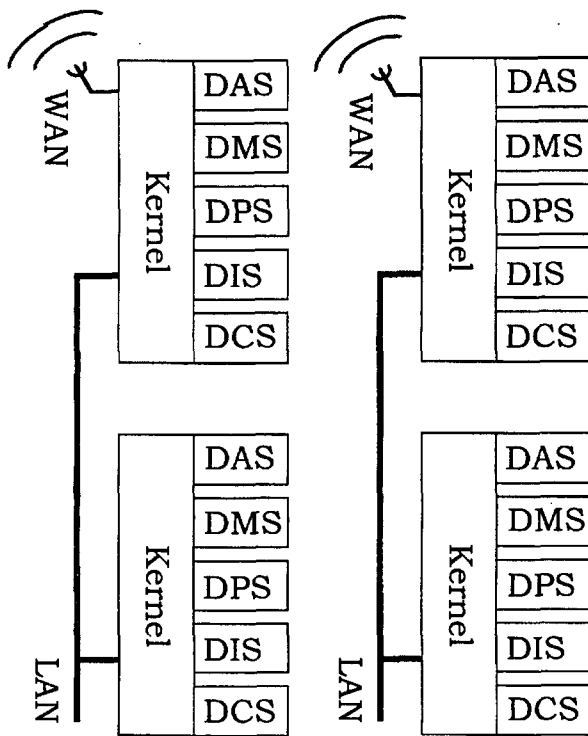 WAN
Kernel
DAS
DMS
DPS
DIS
DCS
WAN
Kernel
DAS
DMS
DPS
DIS
DCS
LAN
Kernel
DAS
DMS
DPS
DIS
DCS
LAN
Kernel
DAS
DMS
DPS
DIS
DCS